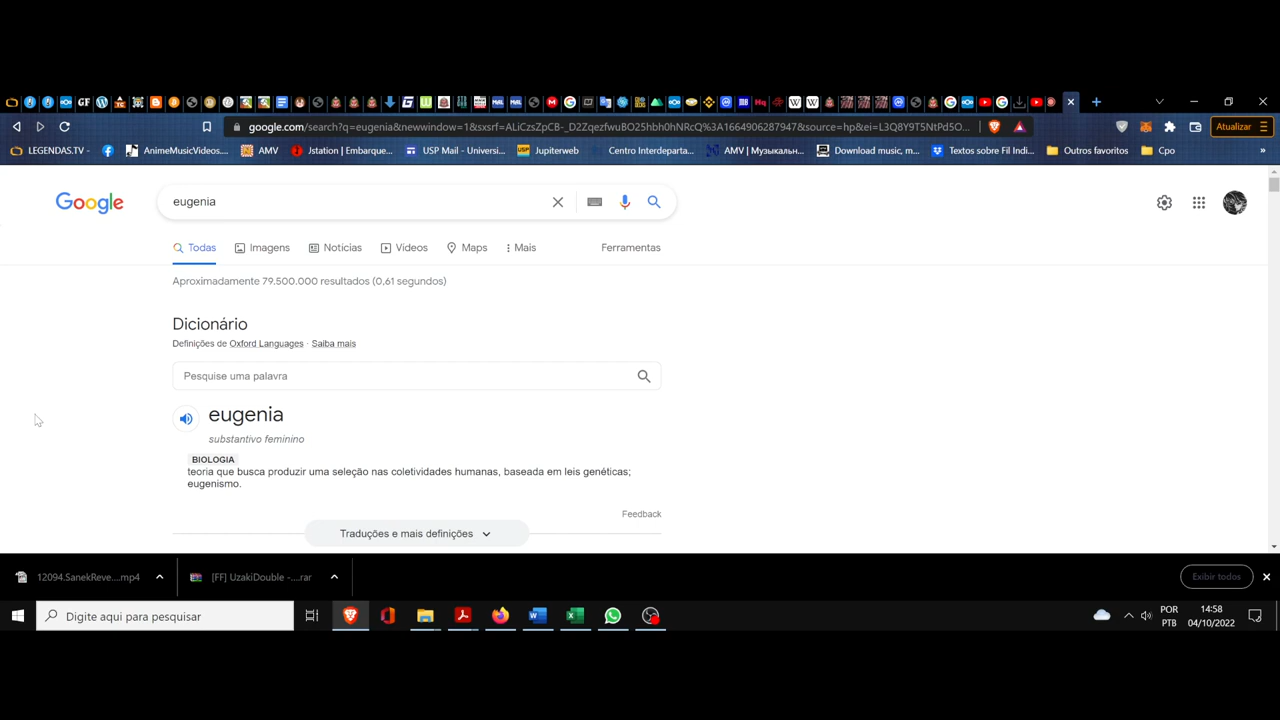 google.com/search?q=eugenia&newwindow=1&sxsrf=ALiCzsZpCB-_D2ZqezfwuBO25hbh0hNRcQ%3A1664906287947&source=hp&ei=L3Q8Y9T5NtPd5O...
Atualizar
LEGENDAS.TV -
AnimeMusicVideos...
AMV
Jstation | Embarque...
USP Mail - Universi...
Jupiterweb
Centro Interdeparta...
AMV | Музыкальн...
Download music, m...
Textos sobre Fil Indi...
Outros favoritos
Cpo
»
Google
eugenia
Todas
Imagens
Notícias
Vídeos
Maps
Mais
Ferramentas
Aproximadamente 79.500.000 resultados (0,61 segundos)
Dicionário
Definições de Oxford Languages · Saiba mais
Pesquise uma palavra
eugenia
substantivo feminino
BIOLOGIA
teoria que busca produzir uma seleção nas coletividades humanas, baseada em leis genéticas;
eugenismo.
Feedback
Traduções e mais definições
12094.SanekReve....mp4
[FF] UzakiDouble -....rar
Exibir todos
Digite aqui para pesquisar
POR
PTB
14:58
04/10/2022